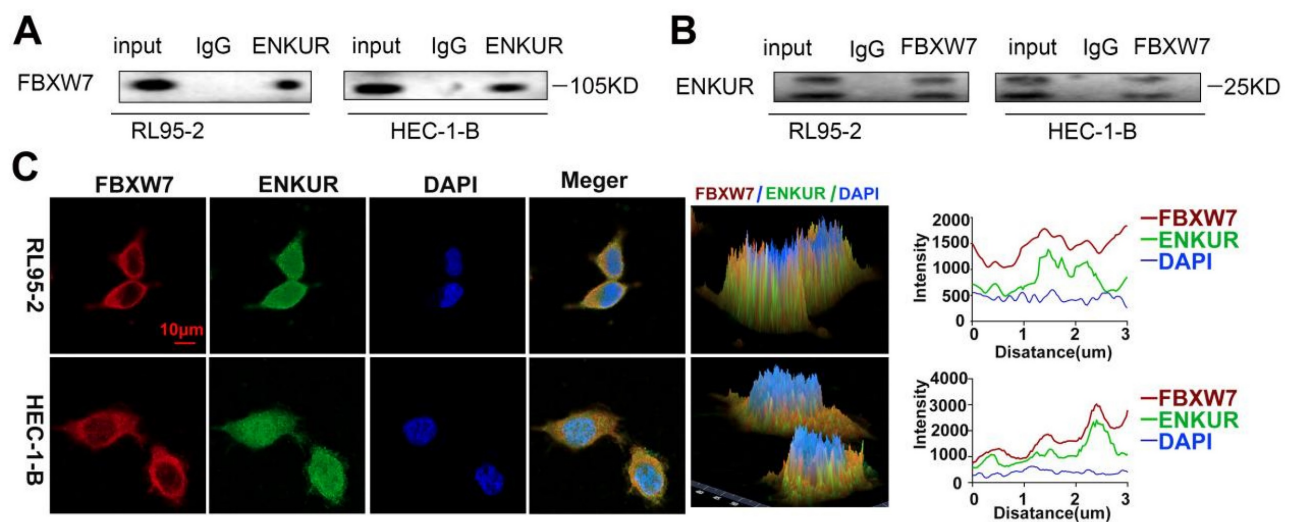 A
input IgG ENKUR input IgG ENKUR
FBXW7
105KD
RL95-2 HEC-1-B
B
input IgG FBXW7 input IgG FBXW7
ENKUR
25KD
RL95-2 HEC-1-B
C
FBXW7 ENKUR DAPI Meger
FBXW7/ENKUR/DAPI
RL95-2
10μm
HEC-1-B
Intensity
2000
1500
1000
500
0
0 1 2 3
Disatance(um)
FBXW7
ENKUR
DAPI
Intensity
4000
3000
2000
1000
0
0 1 2 3
Disatance(um)
FBXW7
ENKUR
DAPI